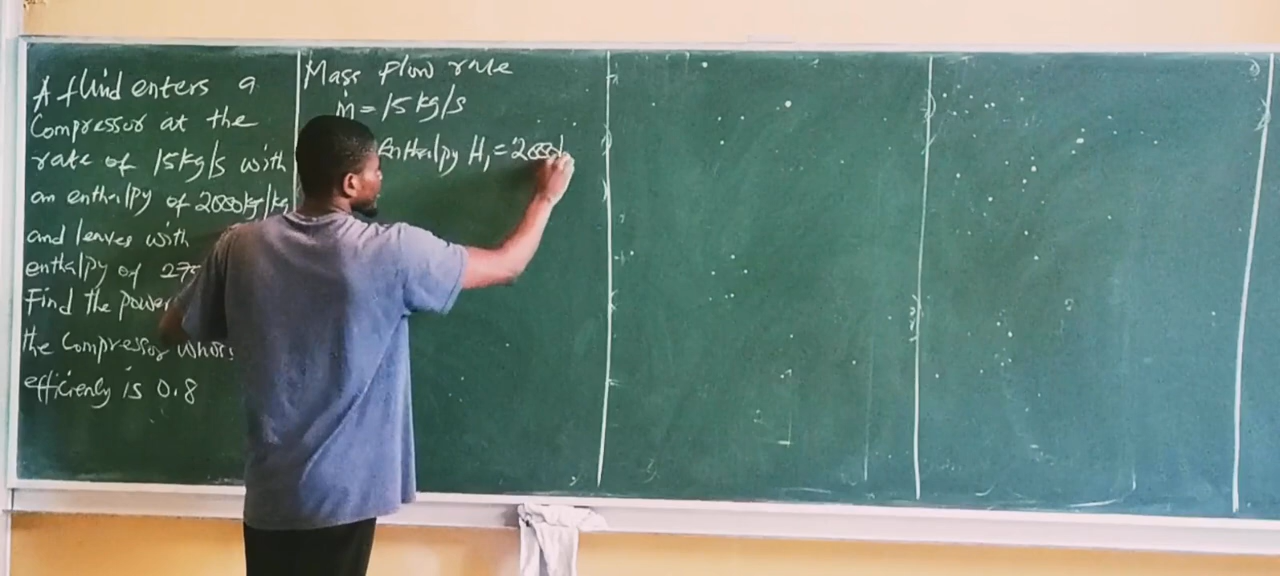 A fluid enters a
Compressor at the
rate of 15kg/s with
an enthalpy of 2000kj/kg
and leaves with
enthalpy of
Find the power
the Compressor whose
efficiency is 0.8
Mass flow rate
ṁ = 15kg/s
Enthalpy H₁ = 2000